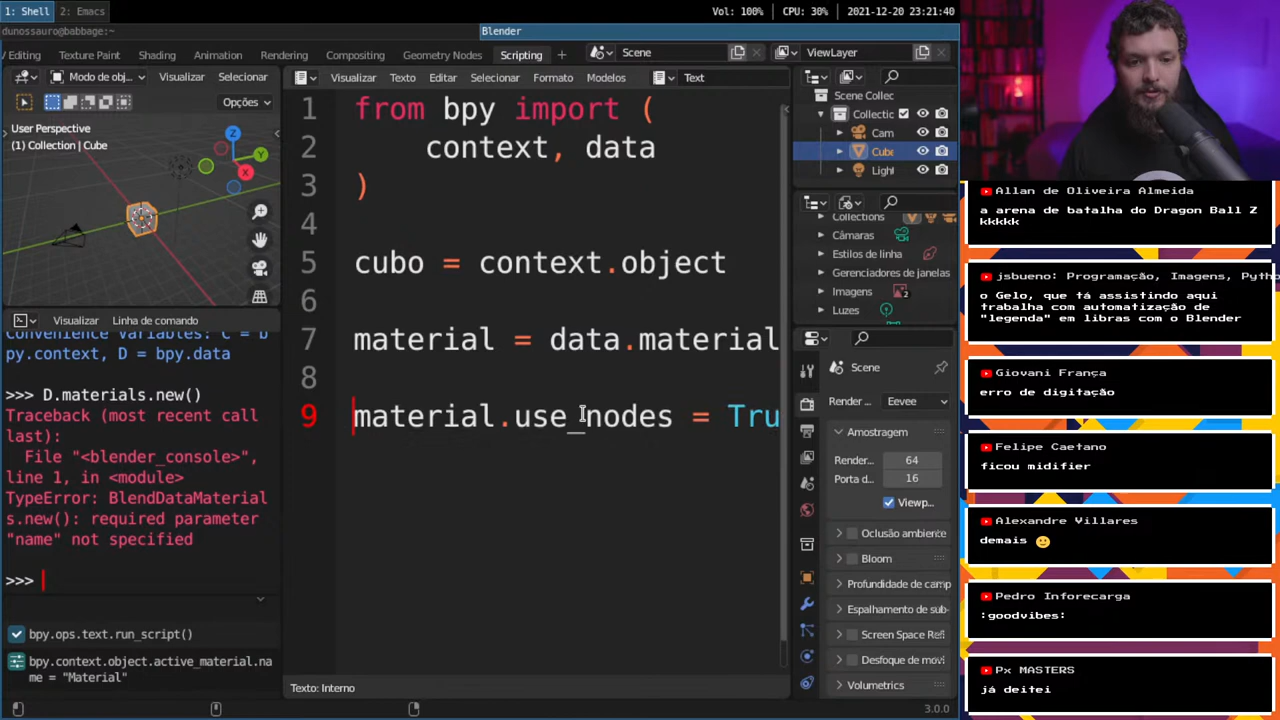 1: Shell
2: Emacs
Vol: 100%
CPU: 30%
2021-12-20 23:21:40
dunossauro@babbage:~
Blender
Editing
Texture Paint
Shading
Animation
Rendering
Compositing
Geometry Nodes
Scripting
+
Scene
ViewLayer
Modo de obj...
Visualizar
Selecionar
Visualizar
Texto
Editar
Selecionar
Formato
Modelos
Text
Opções
User Perspective
(1) Collection | Cube
Z
Y
X
1 from bpy import (
2 context, data
3 )
4
5 cubo = context.object
6
7 material = data.material
8
9 material.use_nodes = Tru
Texto: Interno
Visualizar
Linha de comando
Convenience Variables: C = b
py.context, D = bpy.data
>>> D.materials.new()
Traceback (most recent call
last):
File "<blender_console>",
line 1, in <module>
TypeError: BlendDataMaterial
s.new(): required parameter
"name" not specified
>>>
bpy.ops.text.run_script()
bpy.context.object.active_material.na
me = "Material"
Scene Collec
Collectic
Cam
Cube
Light
Collections
Câmaras
Estilos de linha
Gerenciadores de janelas
Imagens
2
Luzes
Scene
Render...
Eevee
Amostragem
Render...
64
Porta d...
16
Viewp...
Oclusão ambiente
Bloom
Profundidade de camp
Espalhamento de sub-
Screen Space Refl
Desfoque de movi
Volumetrics
3.0.0
Allan de Oliveira Almeida
a arena de batalha do Dragon Ball Z
kkkkk
jsbueno: Programação, Imagens, Pytho
o Gelo, que tá assistindo aqui
trabalha com automatização de
"legenda" em libras com o Blender
Giovani França
erro de digitação
Felipe Caetano
ficou midifier
Alexandre Villares
demais 🙂
Pedro Inforecarga
:goodvibes:
Px MASTERS
já deitei